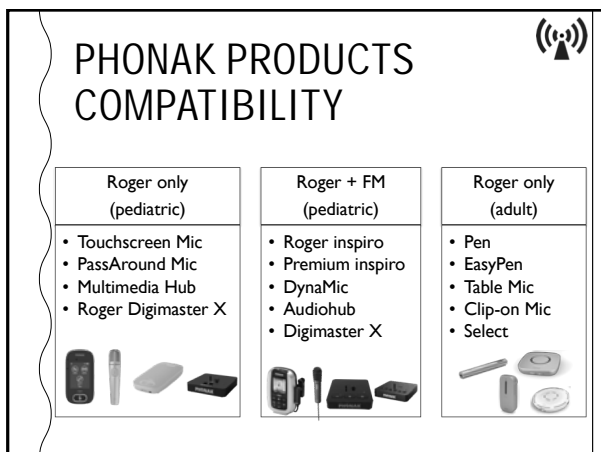 PHONAK PRODUCTS
COMPATIBILITY
Roger only
(pediatric)
• Touchscreen Mic
• PassAround Mic
• Multimedia Hub
• Roger Digimaster X
Roger + FM
(pediatric)
• Roger inspiro
• Premium inspiro
• DynaMic
• Audiohub
• Digimaster X
Roger only
(adult)
• Pen
• EasyPen
• Table Mic
• Clip-on Mic
• Select
PHONAK